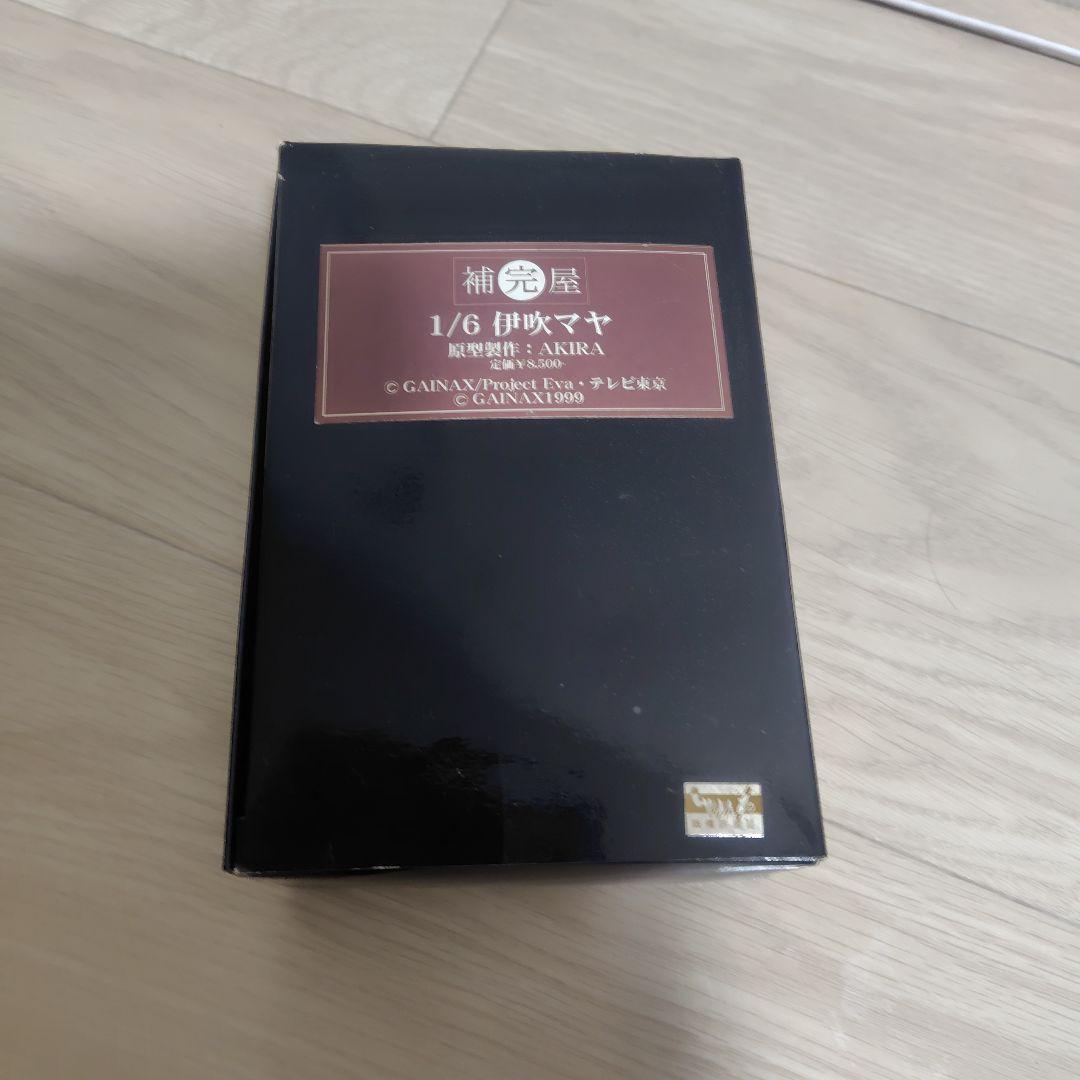 補完屋
1/6 伊吹マヤ
原型製作：AKIRA
定価¥8,500-
© GAINAX/Project Eva・テレビ東京
© GAINAX1999